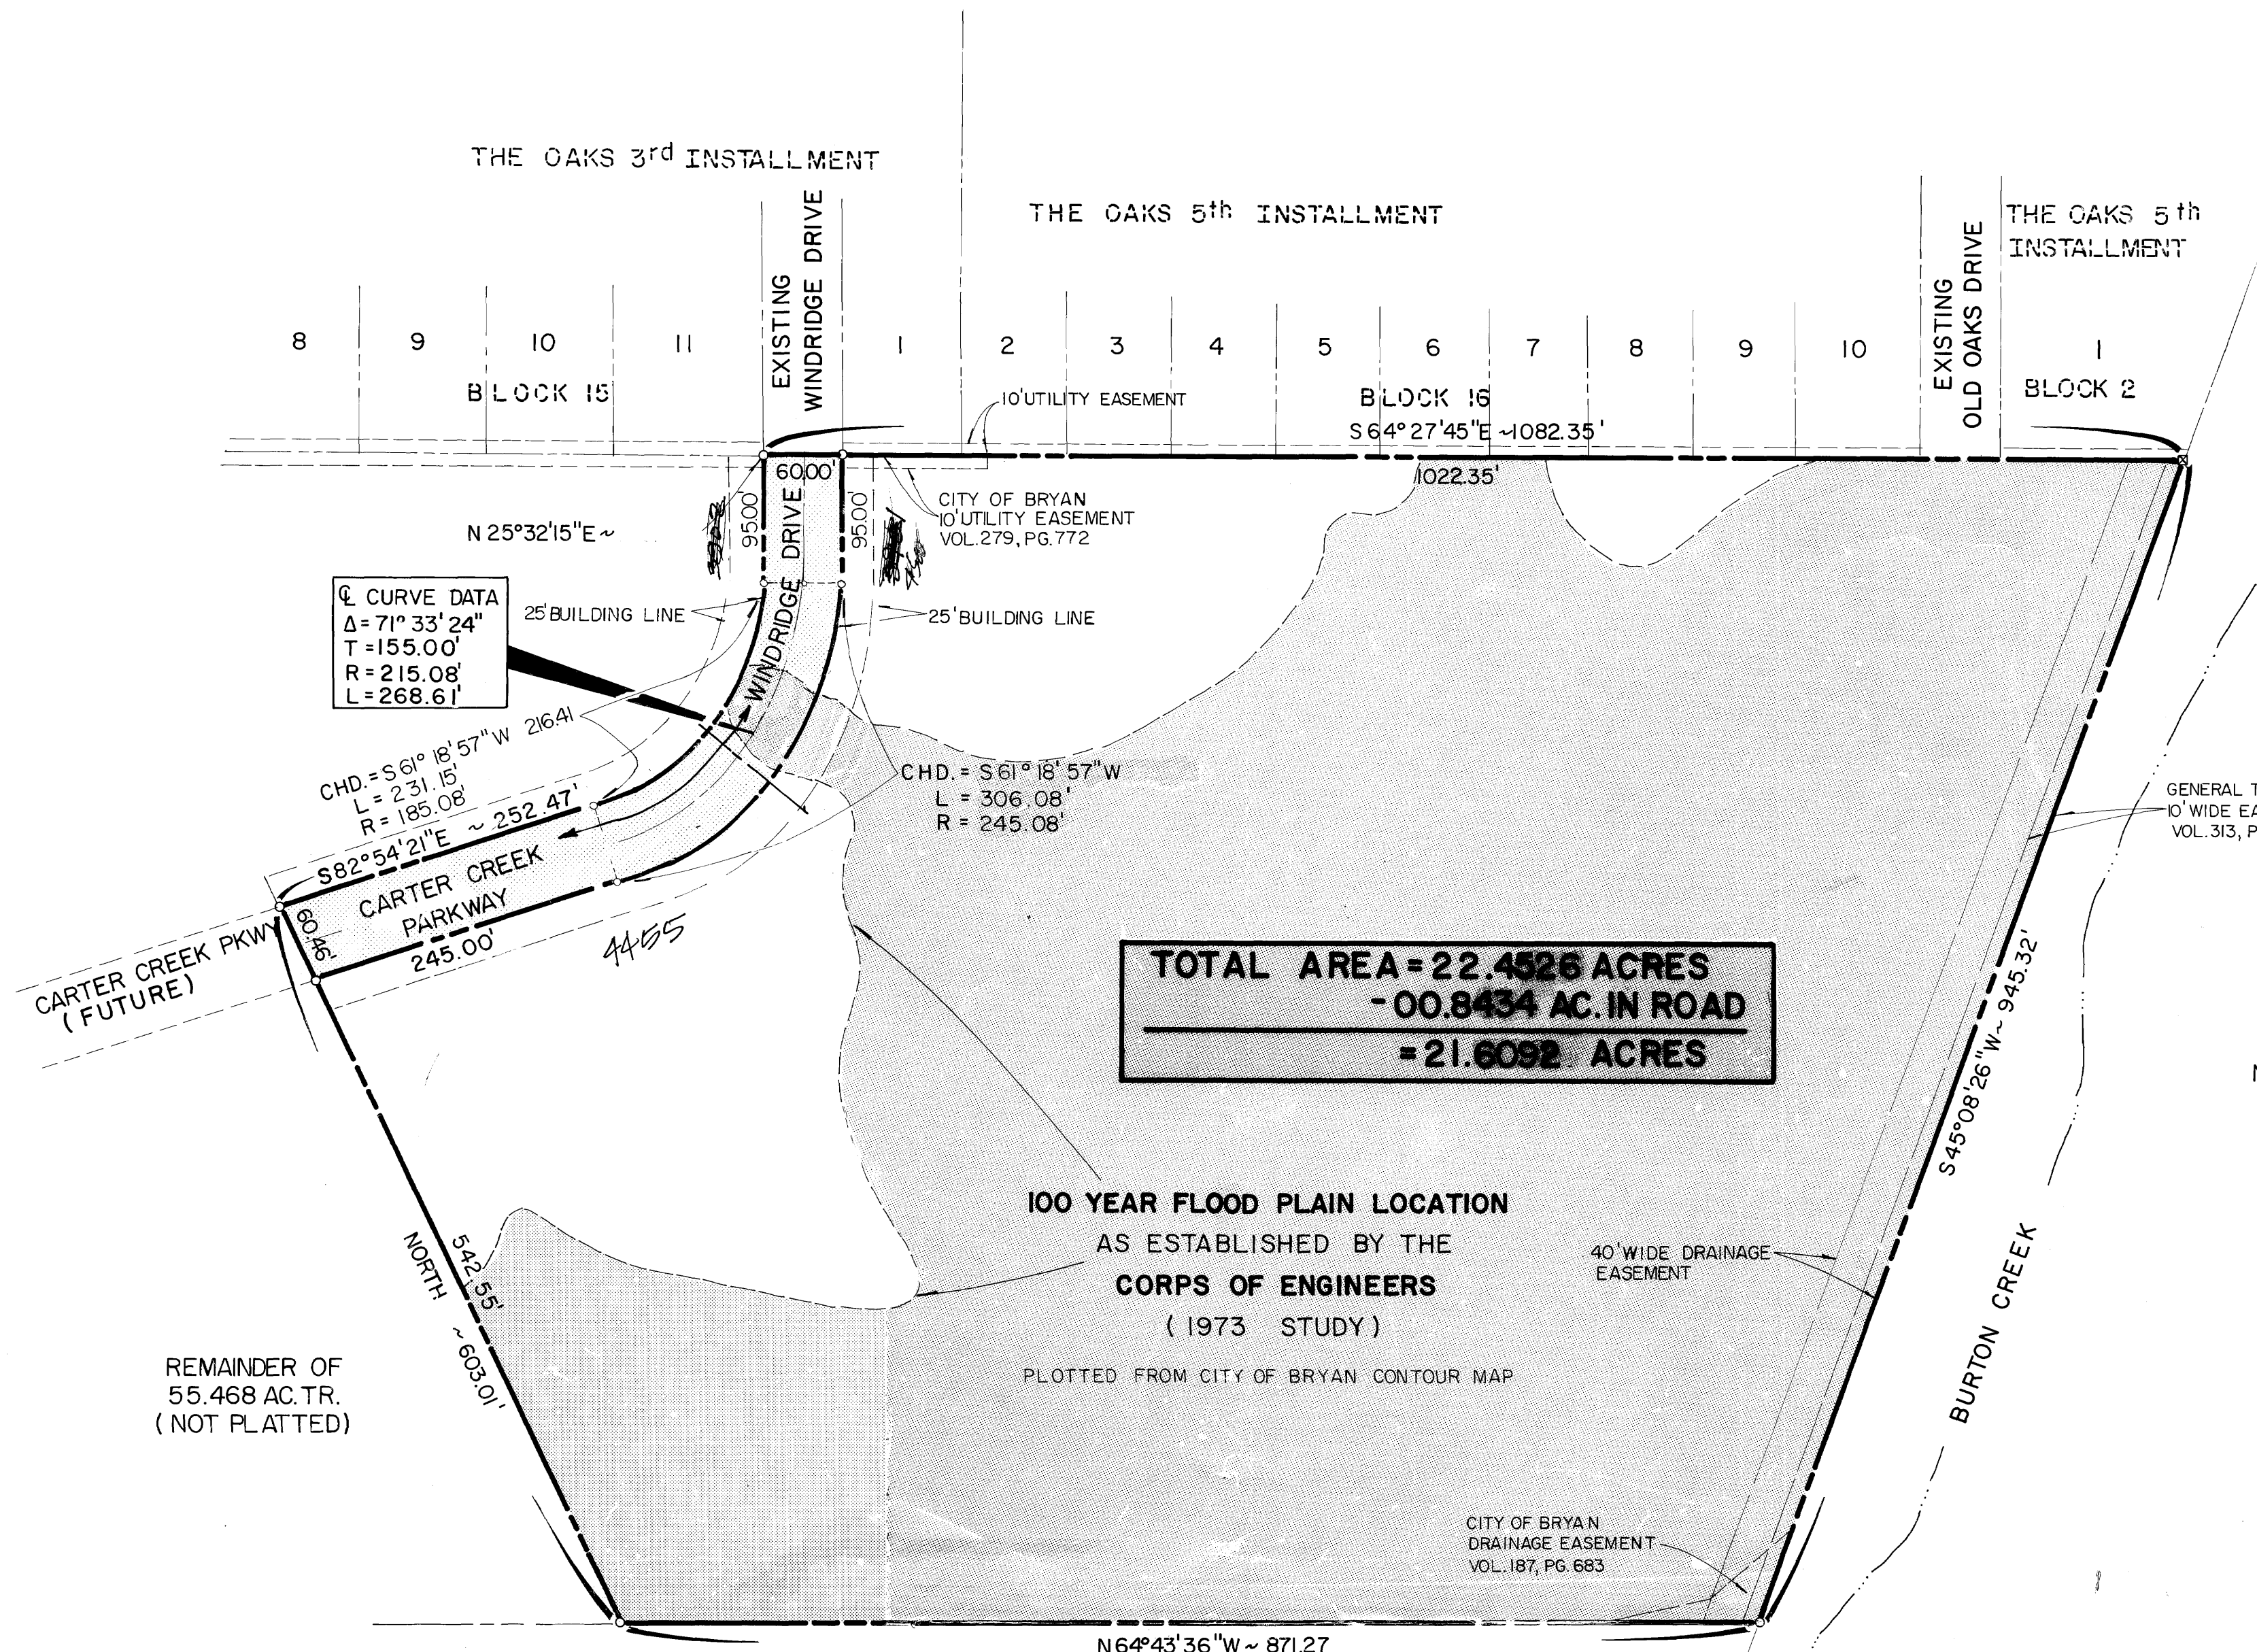 THE OAKS 3rd INSTALLMENT
THE OAKS 5th INSTALLMENT
THE OAKS 5th
INSTALLMENT
EXISTING
WINDRIDGE DRIVE
EXISTING
OLD OAKS DRIVE
8 9 10 11 1 2 3 4 5 6 7 8 9 10 1
BLOCK 15
BLOCK 16
BLOCK 2
10' UTILITY EASEMENT
S 64° 27' 45" E ~ 1082.35'
60.00'
1022.35'
95.00'
95.00'
WINDRIDGE DRIVE
CITY OF BRYAN
10' UTILITY EASEMENT
VOL. 279, PG. 772
N 25° 32' 15" E ~
℄ CURVE DATA
Δ = 71° 33' 24"
T = 155.00'
R = 215.08'
L = 268.61'
25' BUILDING LINE
25' BUILDING LINE
CHD. = S 61° 18' 57" W 216.41
L = 231.15'
R = 185.08'
CHD. = S 61° 18' 57" W
L = 306.08'
R = 245.08'
GENERAL
10' WIDE
VOL. 313,
S 82° 54' 21" E ~ 252.47'
CARTER CREEK
PARKWAY
60.46'
245.00'
4455
CARTER CREEK PKWY
(FUTURE)
TOTAL AREA = 22.4526 ACRES
- 00.8434 AC. IN ROAD
= 21.6092 ACRES
S 45° 08' 26" W ~ 945.32'
100 YEAR FLOOD PLAIN LOCATION
AS ESTABLISHED BY THE
CORPS OF ENGINEERS
( 1973 STUDY )
PLOTTED FROM CITY OF BRYAN CONTOUR MAP
40' WIDE DRAINAGE
EASEMENT
BURTON CREEK
542.55'
NORTH ~ 603.01'
REMAINDER OF
55.468 AC. TR.
( NOT PLATTED)
CITY OF BRYAN
DRAINAGE EASEMENT
VOL. 187, PG. 683
N 64° 43' 36" W ~ 871.27